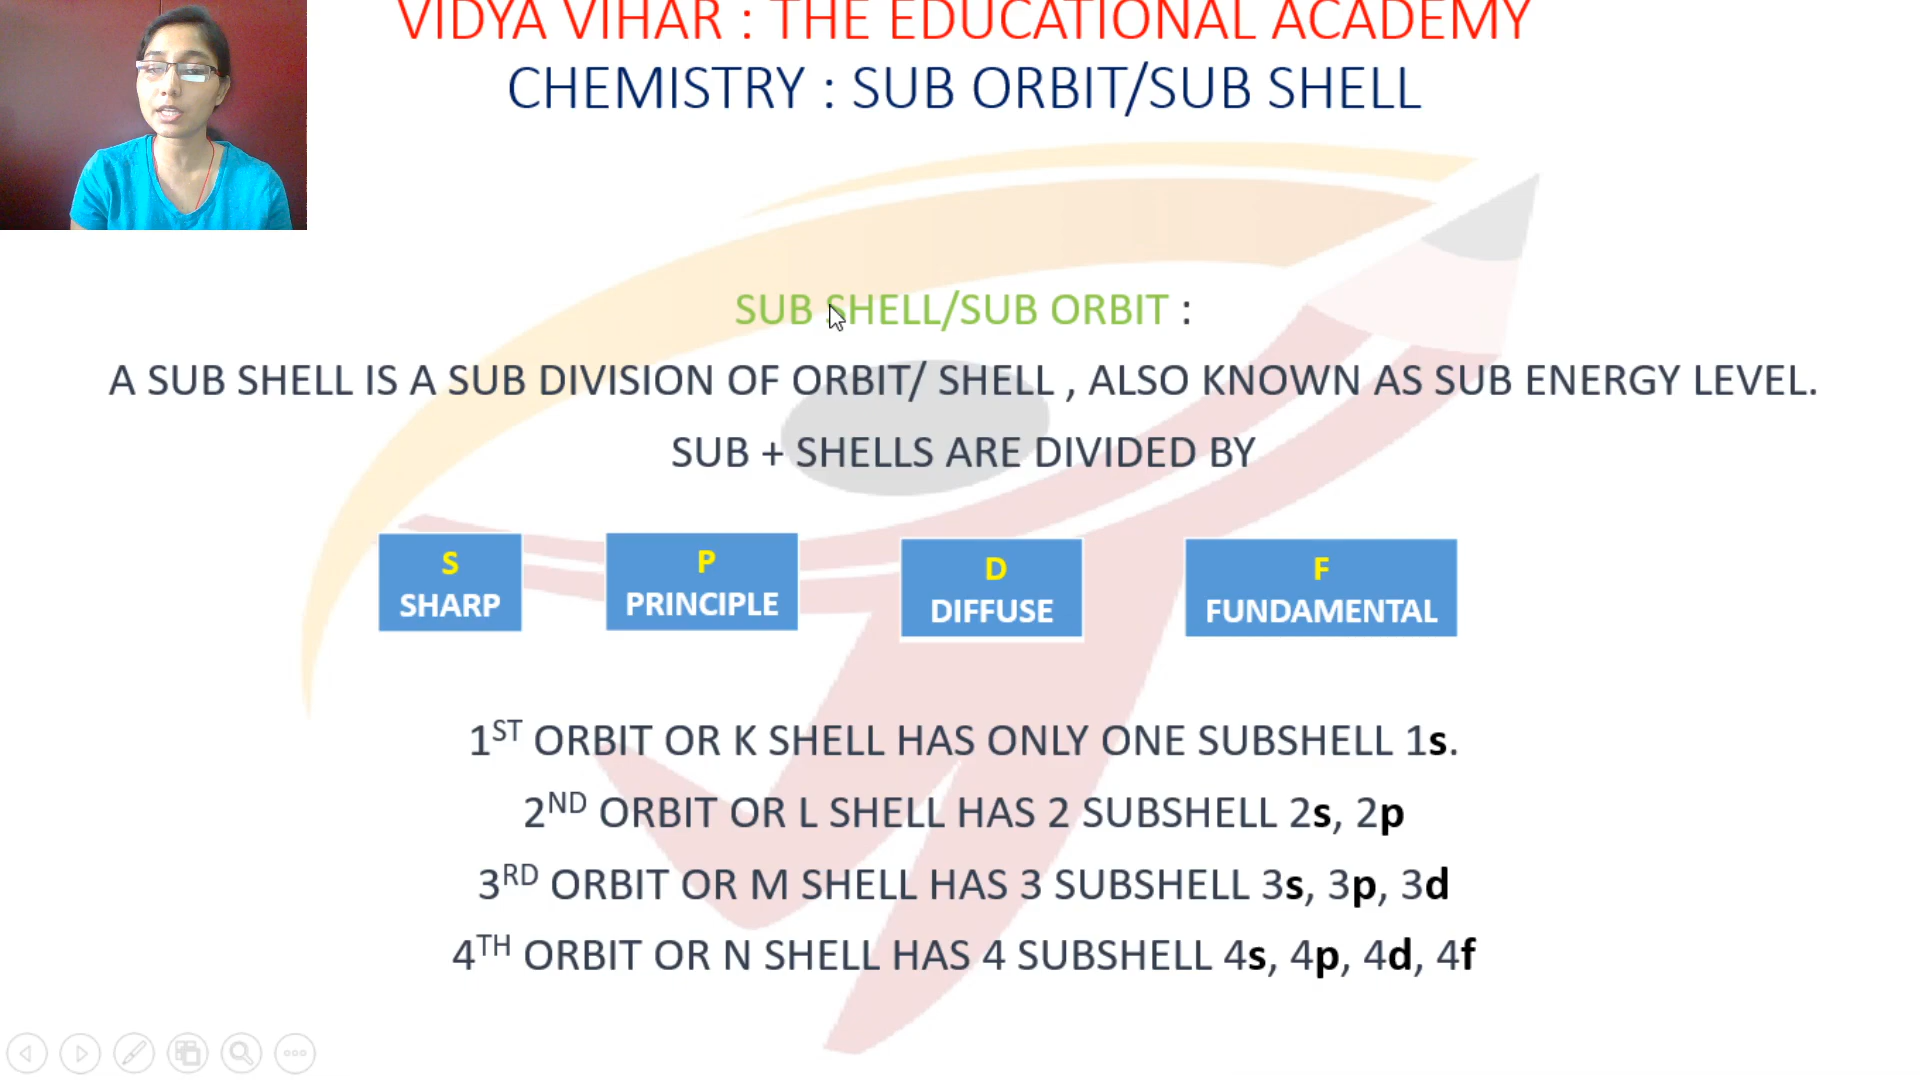 VIDYA VIHAR : THE EDUCATIONAL ACADEMY
CHEMISTRY : SUB ORBIT/SUB SHELL
SUB SHELL/SUB ORBIT :
A SUB SHELL IS A SUB DIVISION OF ORBIT/ SHELL , ALSO KNOWN AS SUB ENERGY LEVEL.
SUB + SHELLS ARE DIVIDED BY
S
SHARP
P
PRINCIPLE
D
DIFFUSE
F
FUNDAMENTAL
1ST ORBIT OR K SHELL HAS ONLY ONE SUBSHELL 1s.
2ND ORBIT OR L SHELL HAS 2 SUBSHELL 2s, 2p
3RD ORBIT OR M SHELL HAS 3 SUBSHELL 3s, 3p, 3d
4TH ORBIT OR N SHELL HAS 4 SUBSHELL 4s, 4p, 4d, 4f